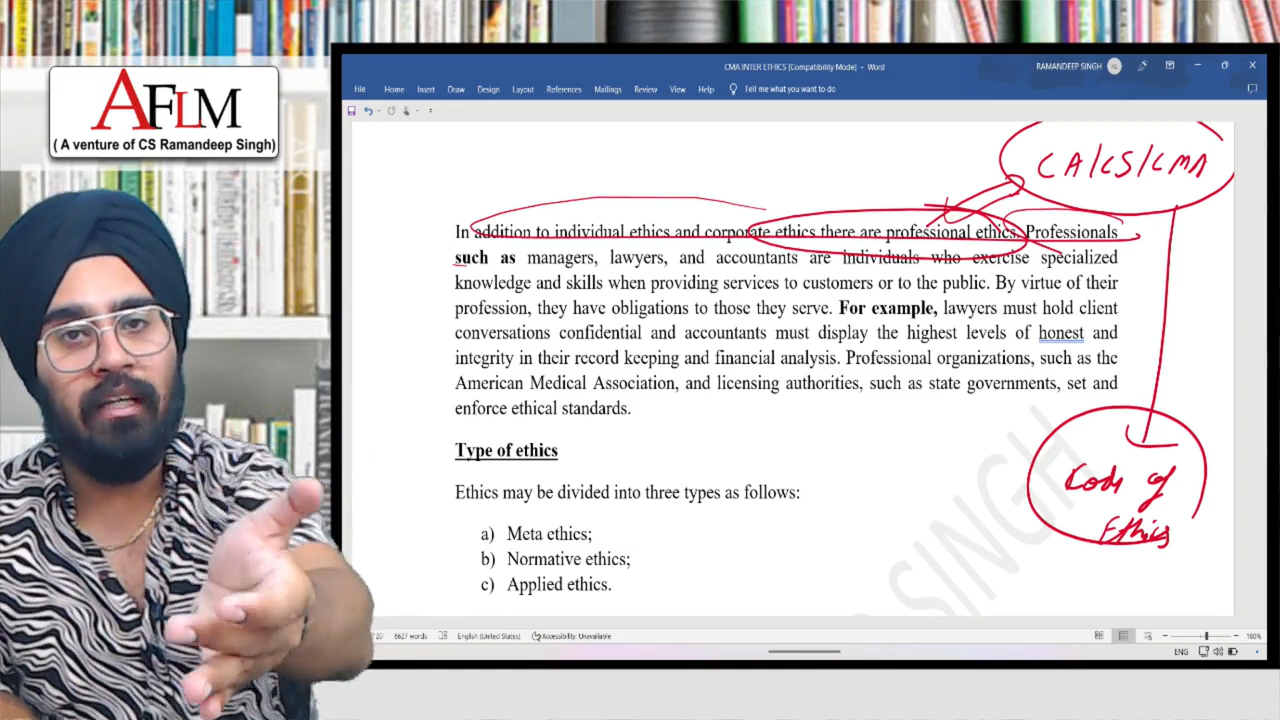 AFLM
( A venture of CS Ramandeep Singh)
CMA INTER ETHICS [Compatibility Mode] - Word
RAMANDEEP SINGH
File Home Insert Draw Design Layout References Mailings Review View Help Tell me what you want to do
CA/CS/CMA
In addition to individual ethics and corporate ethics there are professional ethics. Professionals
such as managers, lawyers, and accountants are individuals who exercise specialized
knowledge and skills when providing services to customers or to the public. By virtue of their
profession, they have obligations to those they serve. For example, lawyers must hold client
conversations confidential and accountants must display the highest levels of honest and
integrity in their record keeping and financial analysis. Professional organizations, such as the
American Medical Association, and licensing authorities, such as state governments, set and
enforce ethical standards.
Type of ethics
Ethics may be divided into three types as follows:
a) Meta ethics;
b) Normative ethics;
c) Applied ethics.
Code of
Ethics
SINGH
20 6627 words English (United States) Accessibility: Unavailable 100%
ENG